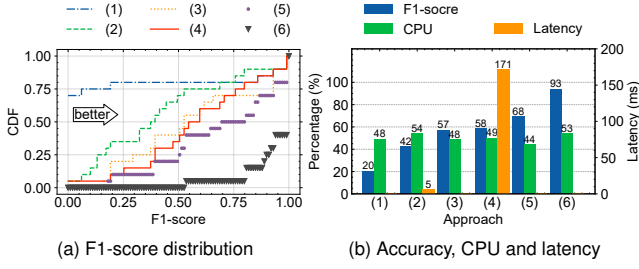 (1) (3) (5)
(2) (4) (6)
CDF
1.00
0.75
0.50
0.25
0.00
better
0.00 0.25 0.50 0.75 1.00
F1-score
(a) F1-score distribution
F1-socre
CPU
Latency
Percentage (%)
100
80
60
40
20
0
20 48 42 54 5 57 48 58 49 171 68 44 93 53
200
150
100
50
0
Latency (ms)
(1) (2) (3) (4) (5) (6)
Approach
(b) Accuracy, CPU and latency